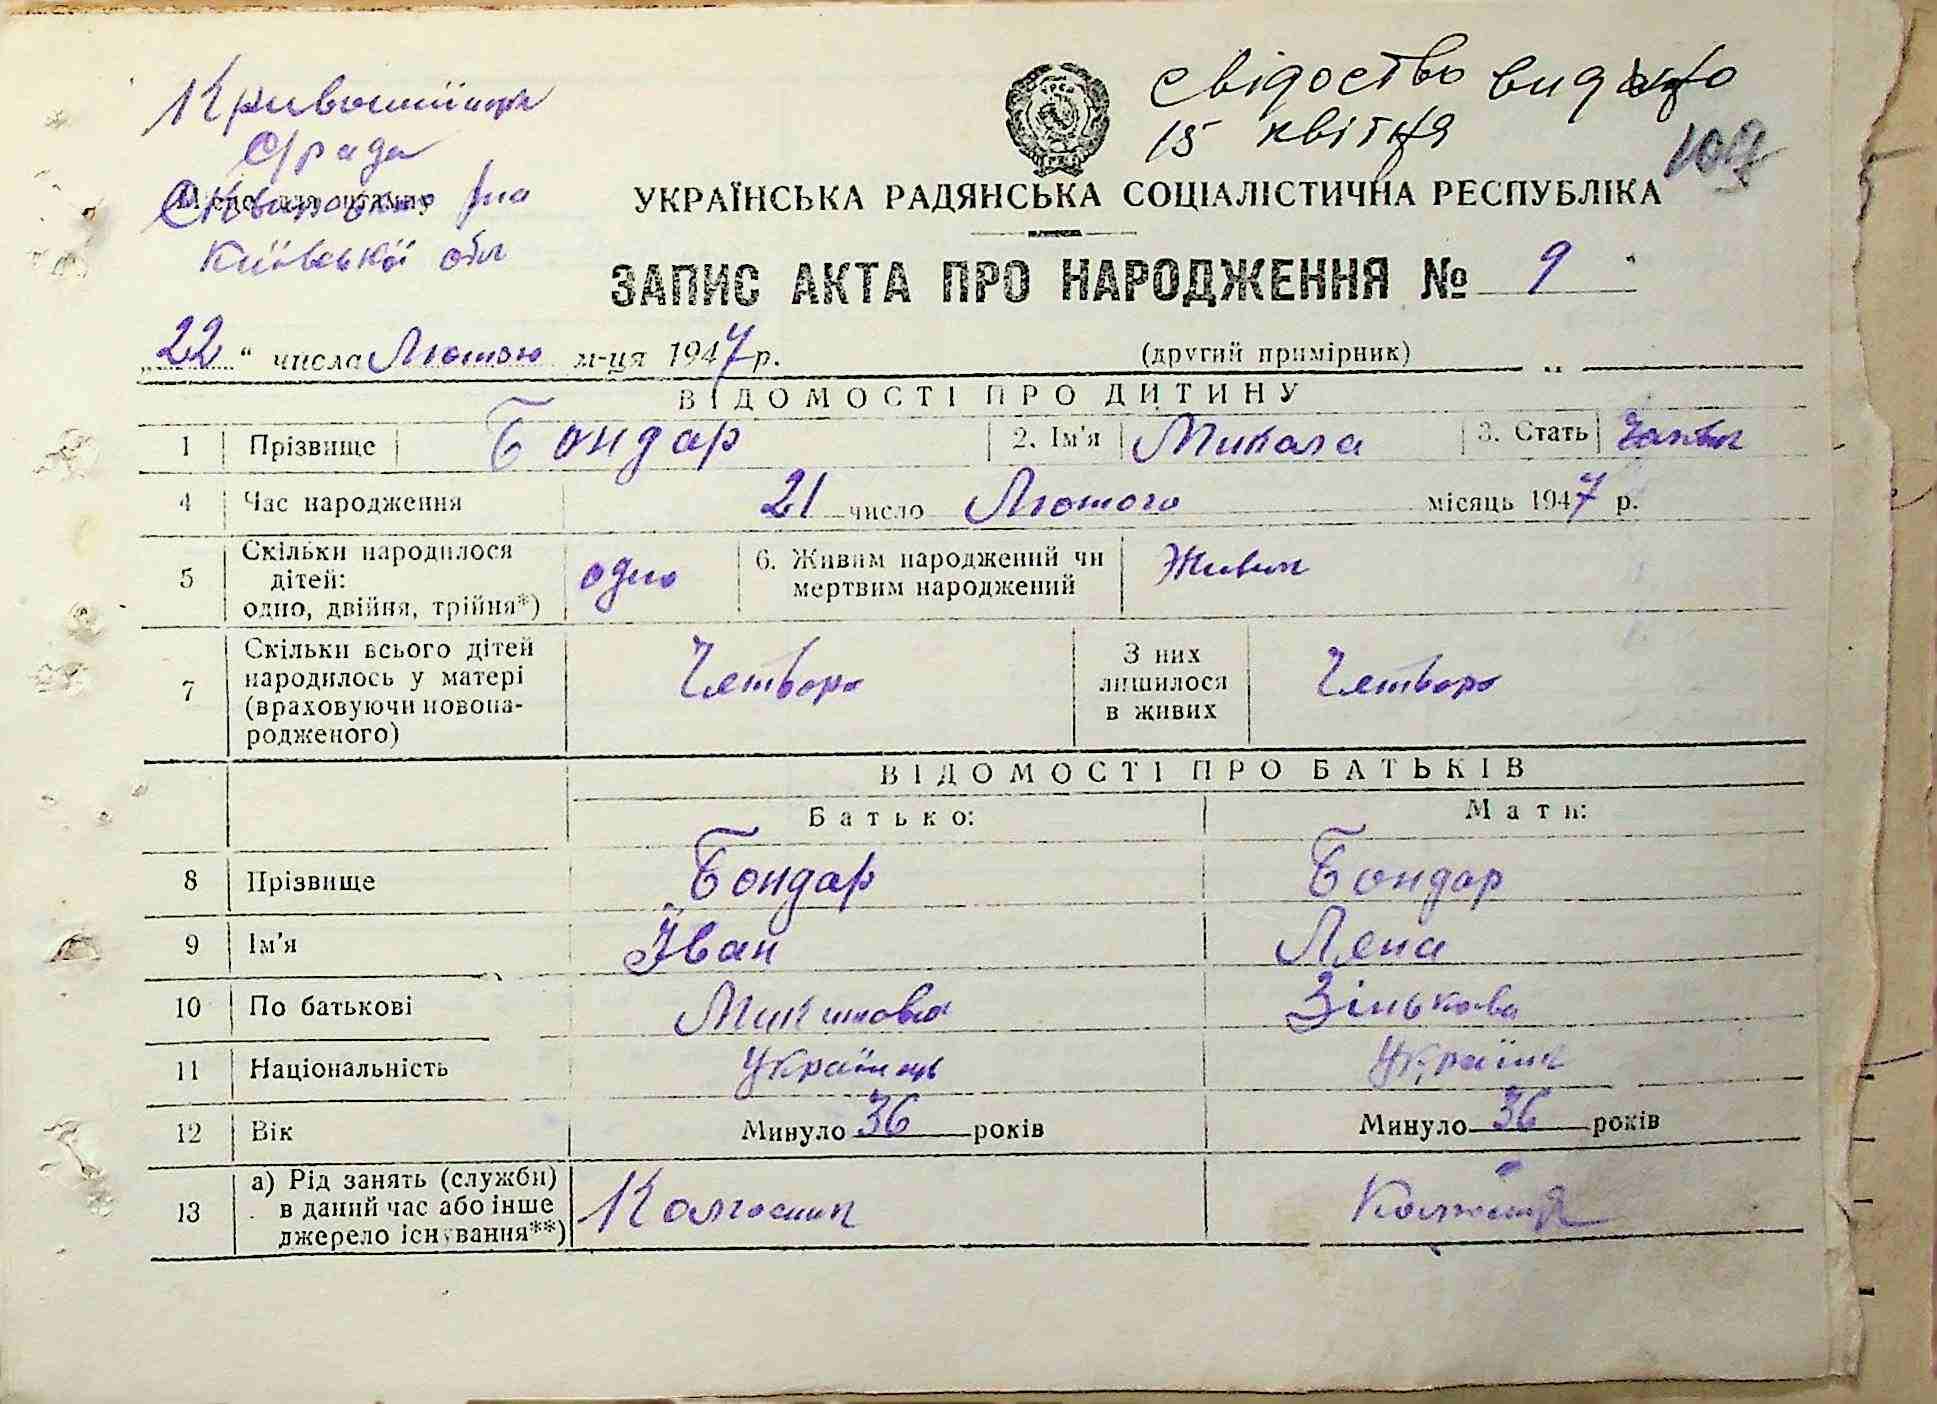 Свідоство видано
15 квітня
с/рада
Місце для штампу
Київської обл
УКРАЇНСЬКА РАДЯНСЬКА СОЦІАЛІСТИЧНА РЕСПУБЛІКА
ЗАПИС АКТА ПРО НАРОДЖЕННЯ № 9
„22“ числа Лютого м-ця 1947 р. (другий примірник)
ВІДОМОСТІ ПРО ДИТИНУ
1 Прізвище Бондар 2. Ім'я Микола 3. Стать
4 Час народження 21 число Лютого місяць 1947 р.
5 Скільки народилося дітей: одно, двійня, трійня*) одно 6. Живим народжений чи мертвим народжений Живим
7 Скільки всього дітей народилось у матері (враховуючи новонародженого) Четверо З них лишилося в живих Четверо
ВІДОМОСТІ ПРО БАТЬКІВ
Батько: Мати:
8 Прізвище Бондар Бондар
9 Ім'я Іван Лена
10 По батькові
11 Національність Українець Україн
12 Вік Минуло 36 років Минуло 36 років
13 а) Рід занять (служби) в даний час або інше джерело існування**) Колгоспник